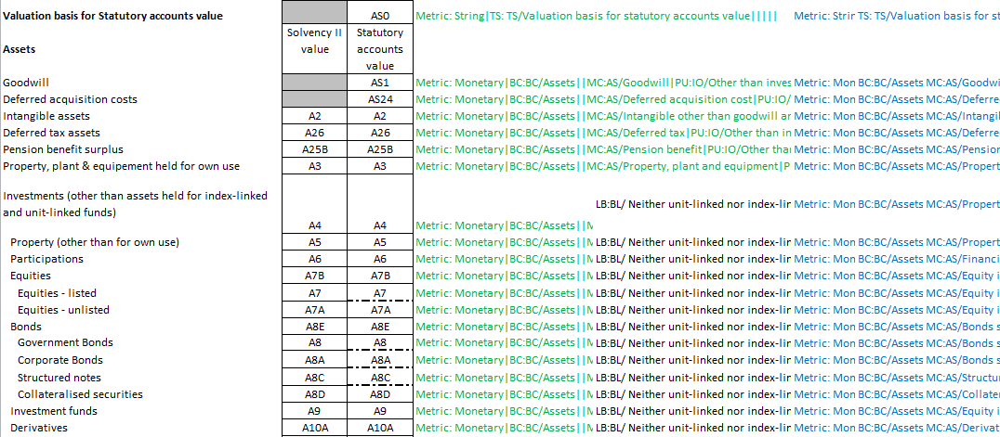 Valuation basis for Statutory accounts value AS0 Metric: String|TS: TS/Valuation basis for statutory accounts value||||| Metric: Strir TS: TS/Valuation basis for st
Solvency II Statutory
Assets value accounts
value
Goodwill AS1 Metric: Monetary|BC:BC/Assets||MC:AS/Goodwill|PU:IO/Other than inves Metric: Mon BC:BC/Assets MC:AS/Goodwi
Deferred acquisition costs AS24 Metric: Monetary|BC:BC/Assets||MC:AS/Deferred acquisition cost|PU:IO/ Metric: Mon BC:BC/Assets MC:AS/Deferre
Intangible assets A2 A2 Metric: Monetary|BC:BC/Assets||MC:AS/Intangible other than goodwill ar Metric: Mon BC:BC/Assets MC:AS/Intangil
Deferred tax assets A26 A26 Metric: Monetary|BC:BC/Assets||MC:AS/Deferred tax|PU:IO/Other than in Metric: Mon BC:BC/Assets MC:AS/Deferre
Pension benefit surplus A25B A25B Metric: Monetary|BC:BC/Assets||MC:AS/Pension benefit|PU:IO/Other tha Metric: Mon BC:BC/Assets MC:AS/Pension
Property, plant & equipement held for own use A3 A3 Metric: Monetary|BC:BC/Assets||MC:AS/Property, plant and equipment|P Metric: Mon BC:BC/Assets MC:AS/Propert
Investments (other than assets held for index-linked
and unit-linked funds) LB:BL/ Neither unit-linked nor index-lir Metric: Mon BC:BC/Assets MC:AS/Propert
A4 A4 Metric: Monetary|BC:BC/Assets||M
Property (other than for own use) A5 A5 Metric: Monetary|BC:BC/Assets||M LB:BL/ Neither unit-linked nor index-lir Metric: Mon BC:BC/Assets MC:AS/Propert
Participations A6 A6 Metric: Monetary|BC:BC/Assets||M LB:BL/ Neither unit-linked nor index-lir Metric: Mon BC:BC/Assets MC:AS/Financi
Equities A7B A7B Metric: Monetary|BC:BC/Assets||M LB:BL/ Neither unit-linked nor index-lir Metric: Mon BC:BC/Assets MC:AS/Equity i
Equities - listed A7 A7 Metric: Monetary|BC:BC/Assets||M LB:BL/ Neither unit-linked nor index-lir Metric: Mon BC:BC/Assets MC:AS/Equity i
Equities - unlisted A7A A7A Metric: Monetary|BC:BC/Assets||M LB:BL/ Neither unit-linked nor index-lir Metric: Mon BC:BC/Assets MC:AS/Equity i
Bonds A8E A8E Metric: Monetary|BC:BC/Assets||M LB:BL/ Neither unit-linked nor index-lir Metric: Mon BC:BC/Assets MC:AS/Bonds s
Government Bonds A8 A8 Metric: Monetary|BC:BC/Assets||M LB:BL/ Neither unit-linked nor index-lir Metric: Mon BC:BC/Assets MC:AS/Bonds s
Corporate Bonds A8A A8A Metric: Monetary|BC:BC/Assets||M LB:BL/ Neither unit-linked nor index-lir Metric: Mon BC:BC/Assets MC:AS/Bonds s
Structured notes A8C A8C Metric: Monetary|BC:BC/Assets||M LB:BL/ Neither unit-linked nor index-lir Metric: Mon BC:BC/Assets MC:AS/Structu
Collateralised securities A8D A8D Metric: Monetary|BC:BC/Assets||M LB:BL/ Neither unit-linked nor index-lir Metric: Mon BC:BC/Assets MC:AS/Collater
Investment funds A9 A9 Metric: Monetary|BC:BC/Assets||M LB:BL/ Neither unit-linked nor index-lir Metric: Mon BC:BC/Assets MC:AS/Equity i
Derivatives A10A A10A Metric: Monetary|BC:BC/Assets||M LB:BL/ Neither unit-linked nor index-lir Metric: Mon BC:BC/Assets MC:AS/Derivat